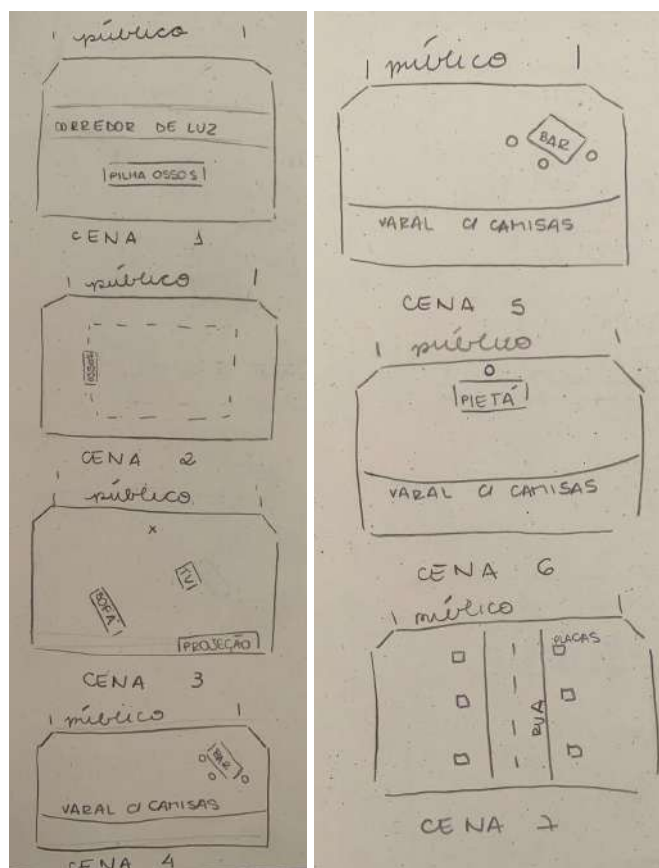 público
CORREDOR DE LUZ
PILHA OSSOS
CENA 1
público
OSSOS
CENA 2
público
x
TV
SOFÁ
PROJEÇÃO
CENA 3
público
BAR
VARAL C/ CAMISAS
CENA 4
público
BAR
VARAL C/ CAMISAS
CENA 5
público
PIETÁ
VARAL C/ CAMISAS
CENA 6
público
PLACAS
RUA
CENA 7